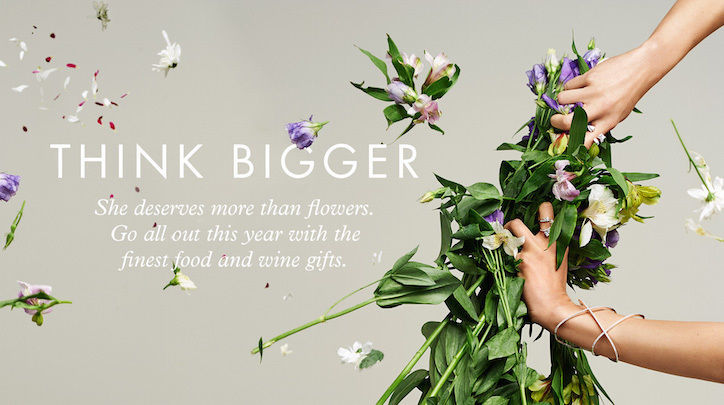 THINK BIGGER
She deserves more than flowers.
Go all out this year with the
finest food and wine gifts.